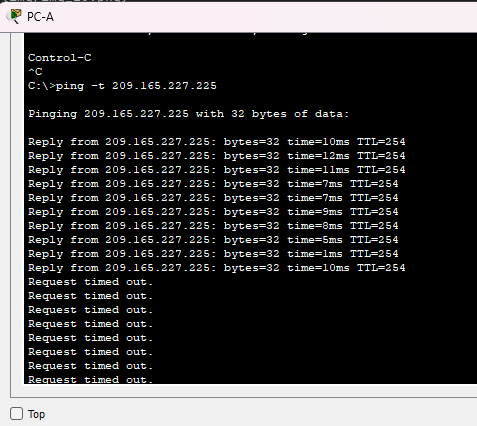 PC-A
Control-C
^C
C:\>ping -t 209.165.227.225
Pinging 209.165.227.225 with 32 bytes of data:
Reply from 209.165.227.225: bytes=32 time=10ms TTL=254
Reply from 209.165.227.225: bytes=32 time=12ms TTL=254
Reply from 209.165.227.225: bytes=32 time=11ms TTL=254
Reply from 209.165.227.225: bytes=32 time=7ms TTL=254
Reply from 209.165.227.225: bytes=32 time=7ms TTL=254
Reply from 209.165.227.225: bytes=32 time=9ms TTL=254
Reply from 209.165.227.225: bytes=32 time=8ms TTL=254
Reply from 209.165.227.225: bytes=32 time=5ms TTL=254
Reply from 209.165.227.225: bytes=32 time=1ms TTL=254
Reply from 209.165.227.225: bytes=32 time=10ms TTL=254
Request timed out.
Request timed out.
Request timed out.
Request timed out.
Request timed out.
Request timed out.
Request timed out.
Request timed out.
Top